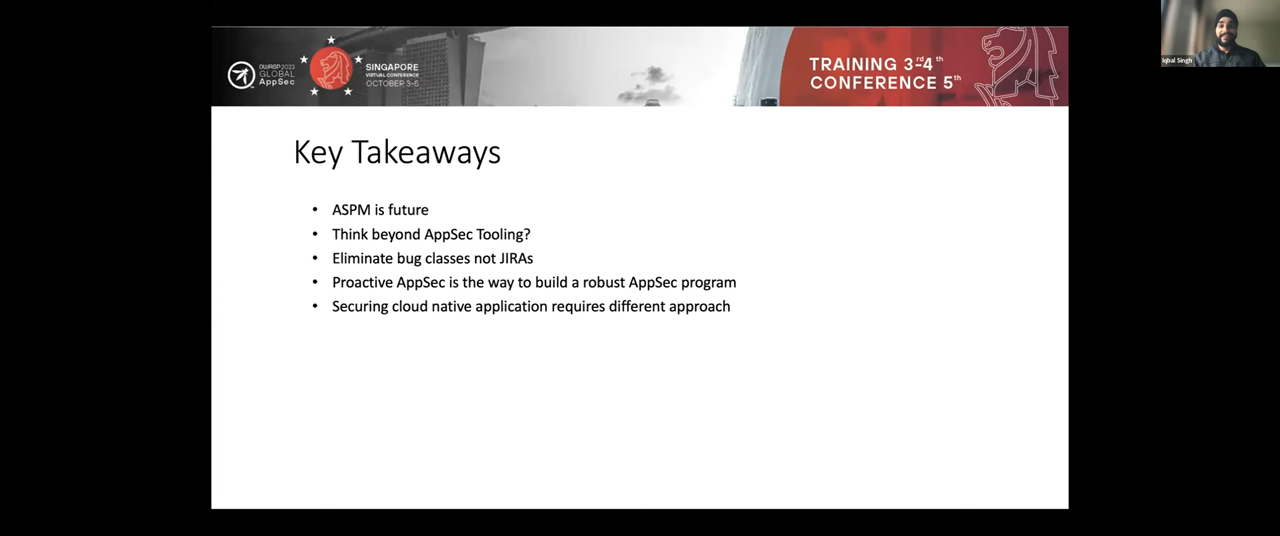 OWASP 2023
GLOBAL
AppSec
SINGAPORE
VIRTUAL CONFERENCE
OCTOBER 3-5
TRAINING 3rd-4th
CONFERENCE 5th
Iqbal Singh
Key Takeaways
• ASPM is future
• Think beyond AppSec Tooling?
• Eliminate bug classes not JIRAs
• Proactive AppSec is the way to build a robust AppSec program
• Securing cloud native application requires different approach